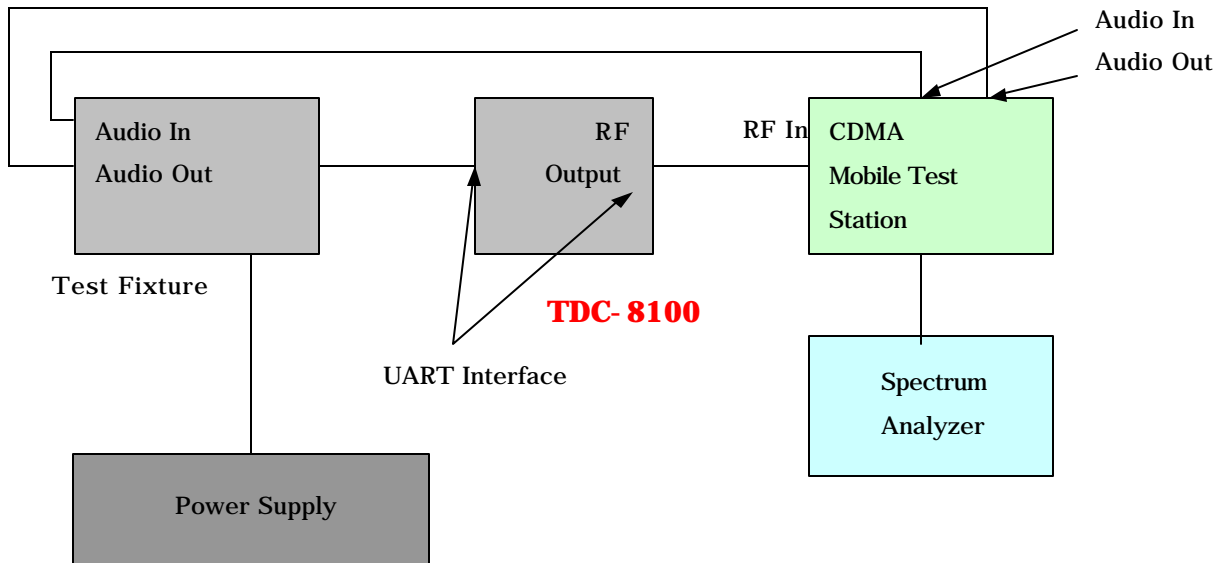 Audio In
Audio Out
Audio In
Audio Out
RF
Output
RF In
CDMA
Mobile Test
Station
Test Fixture
TDC- 8100
UART Interface
Spectrum
Analyzer
Power Supply